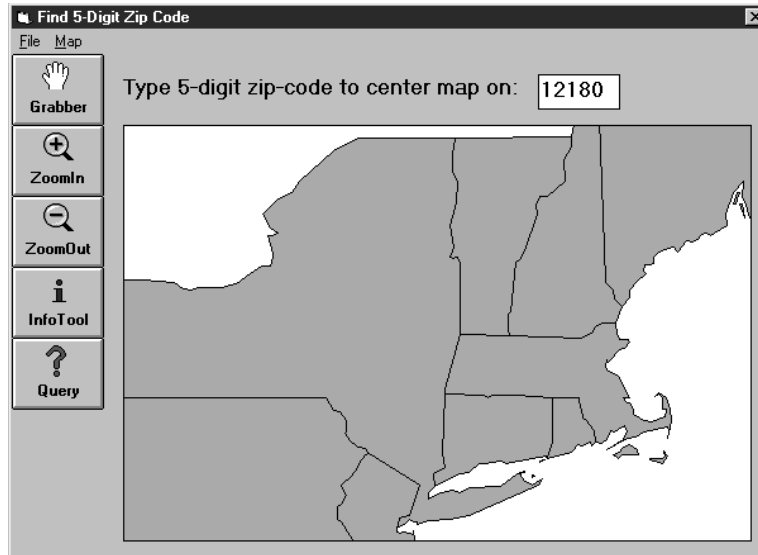 Find 5-Digit Zip Code
File Map
Grabber
Type 5-digit zip-code to center map on: 12180
ZoomIn
ZoomOut
InfoTool
Query